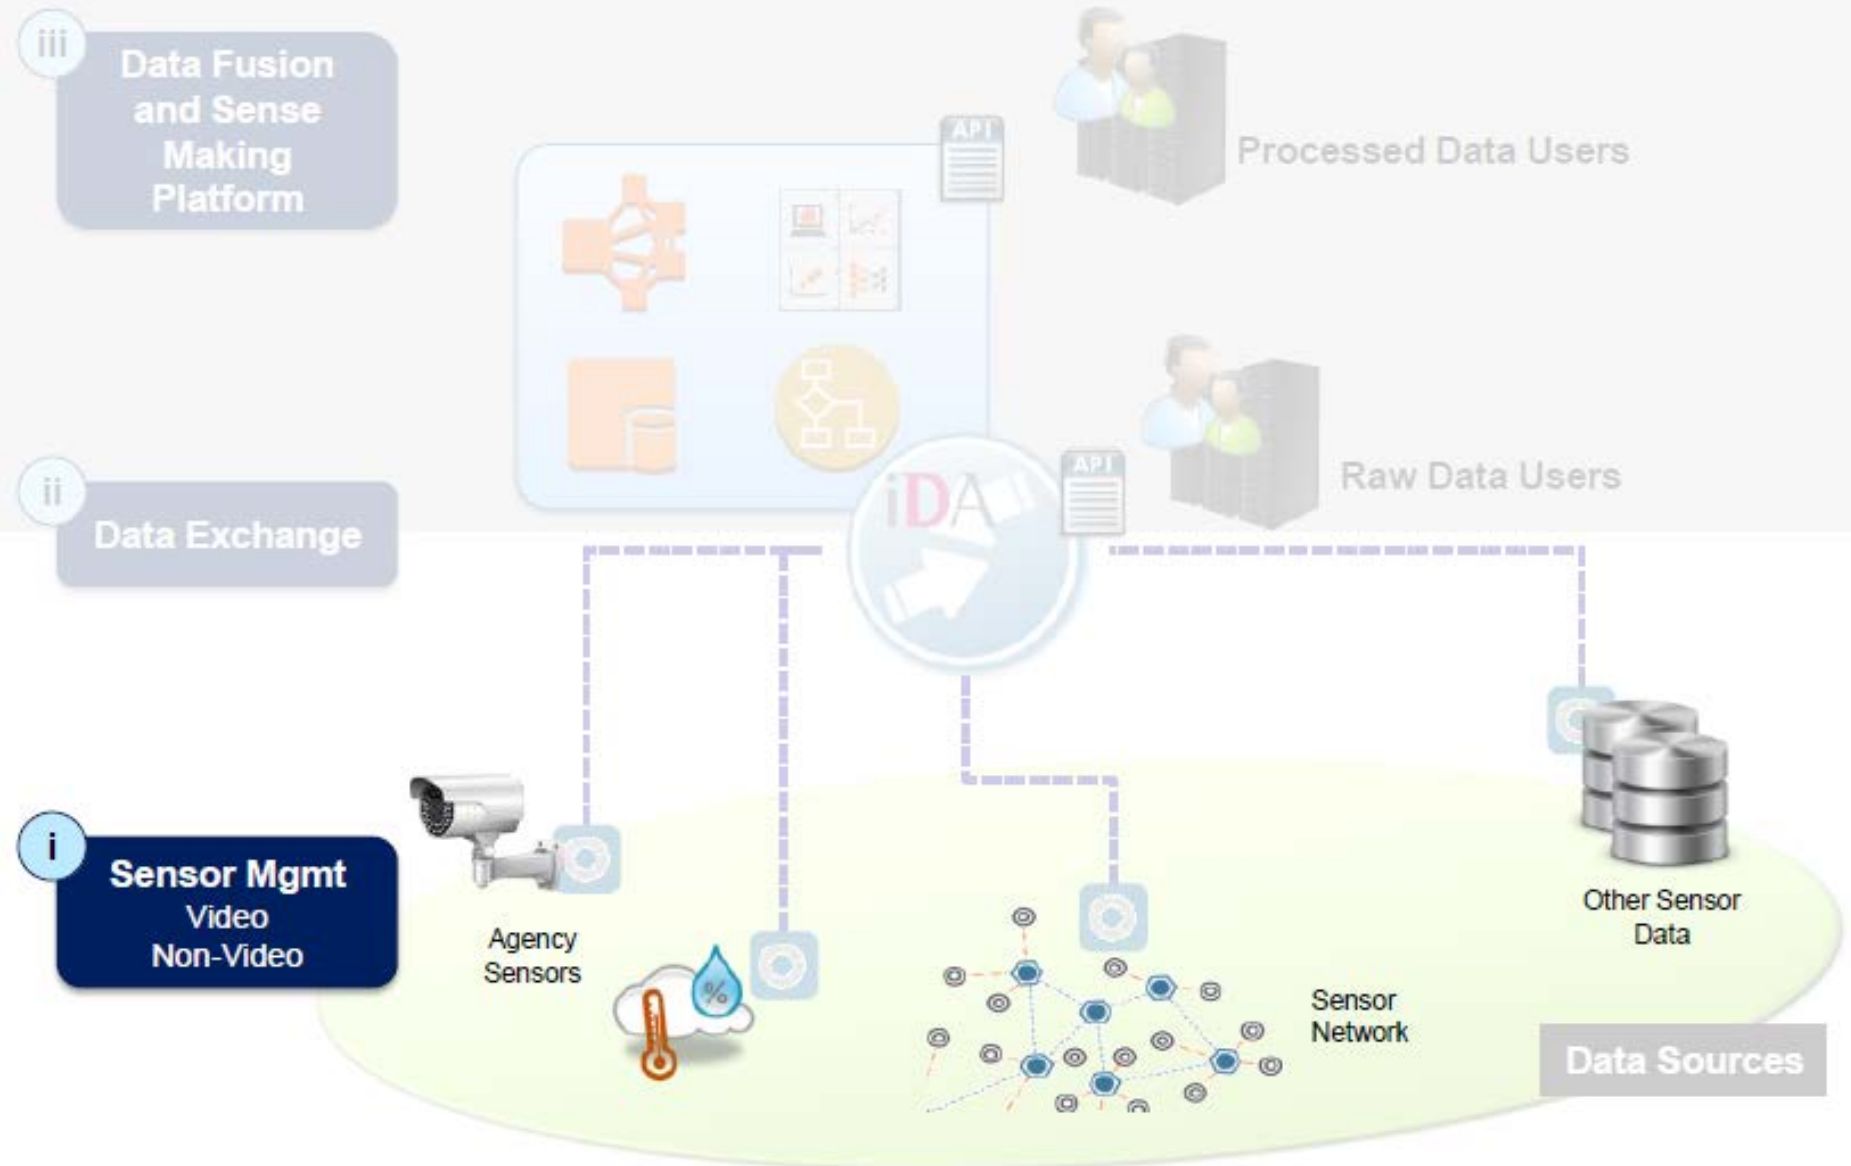 iii
Data Fusion
and Sense
Making
Platform
API
Processed Data Users
ii
Data Exchange
iDA
API
Raw Data Users
i
Sensor Mgmt
Video
Non-Video
Agency
Sensors
%
Sensor
Network
Other Sensor
Data
Data Sources